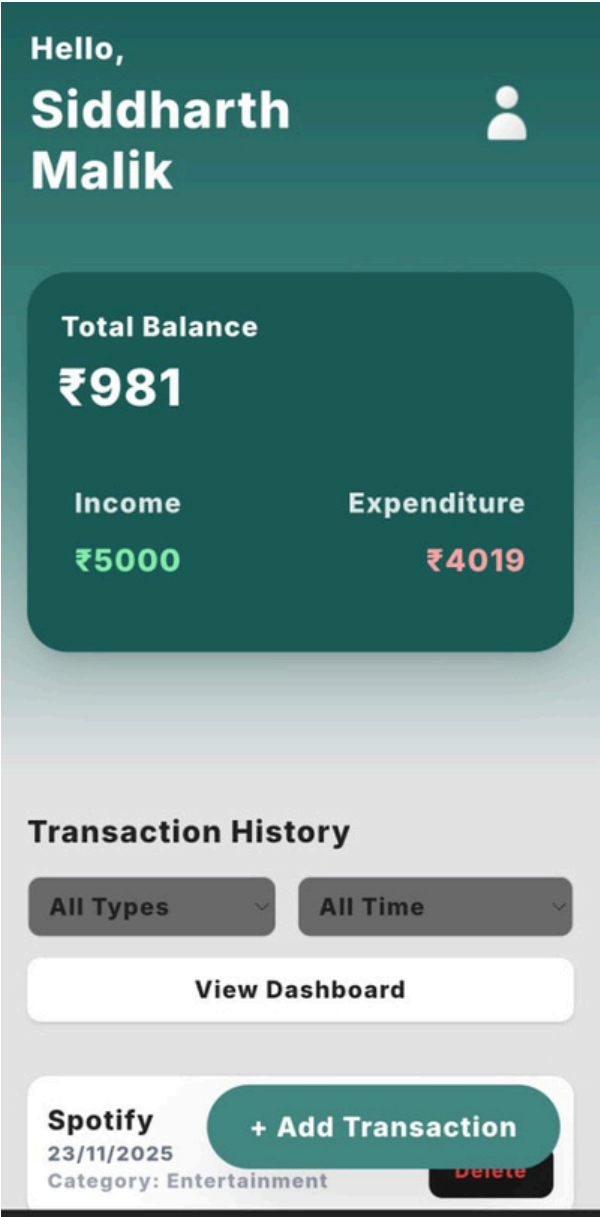 Hello,
Siddharth
Malik
Total Balance
₹981
Income Expenditure
₹5000 ₹4019
Transaction History
All Types All Time
View Dashboard
Spotify
+ Add Transaction
23/11/2025
Category: Entertainment
Delete